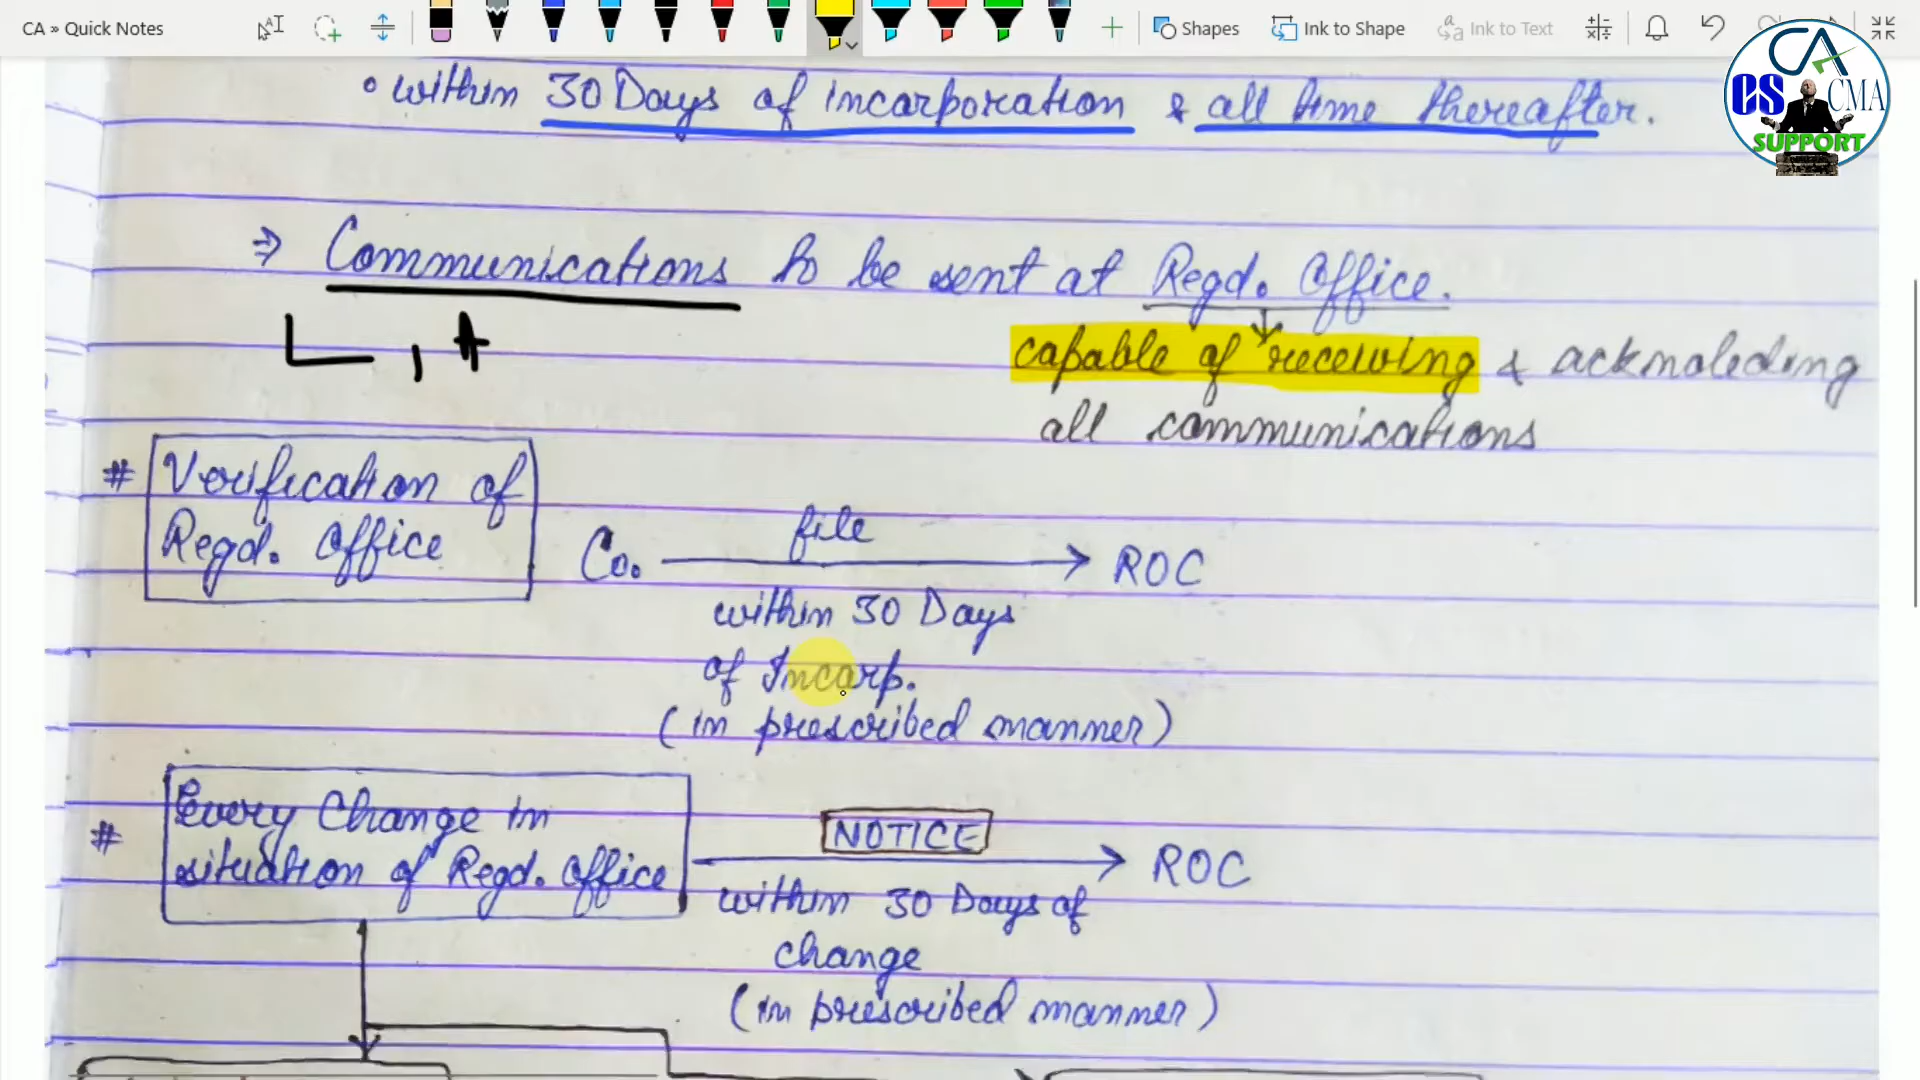 CA » Quick Notes
Shapes
Ink to Shape
Ink to Text
CA
CS
CMA
SUPPORT
• within 30 Days of incorporation & all time thereafter.
⇒ Communications to be sent at Regd. Office.
L , A
capable of receiving & acknoleding
all communications
# Verification of
Regd. Office
Co. file → ROC
within 30 Days
of Incorp.
(in prescribed manner)
# Every Change in
situation of Regd. Office
NOTICE → ROC
within 30 Days of
change
(in prescribed manner)